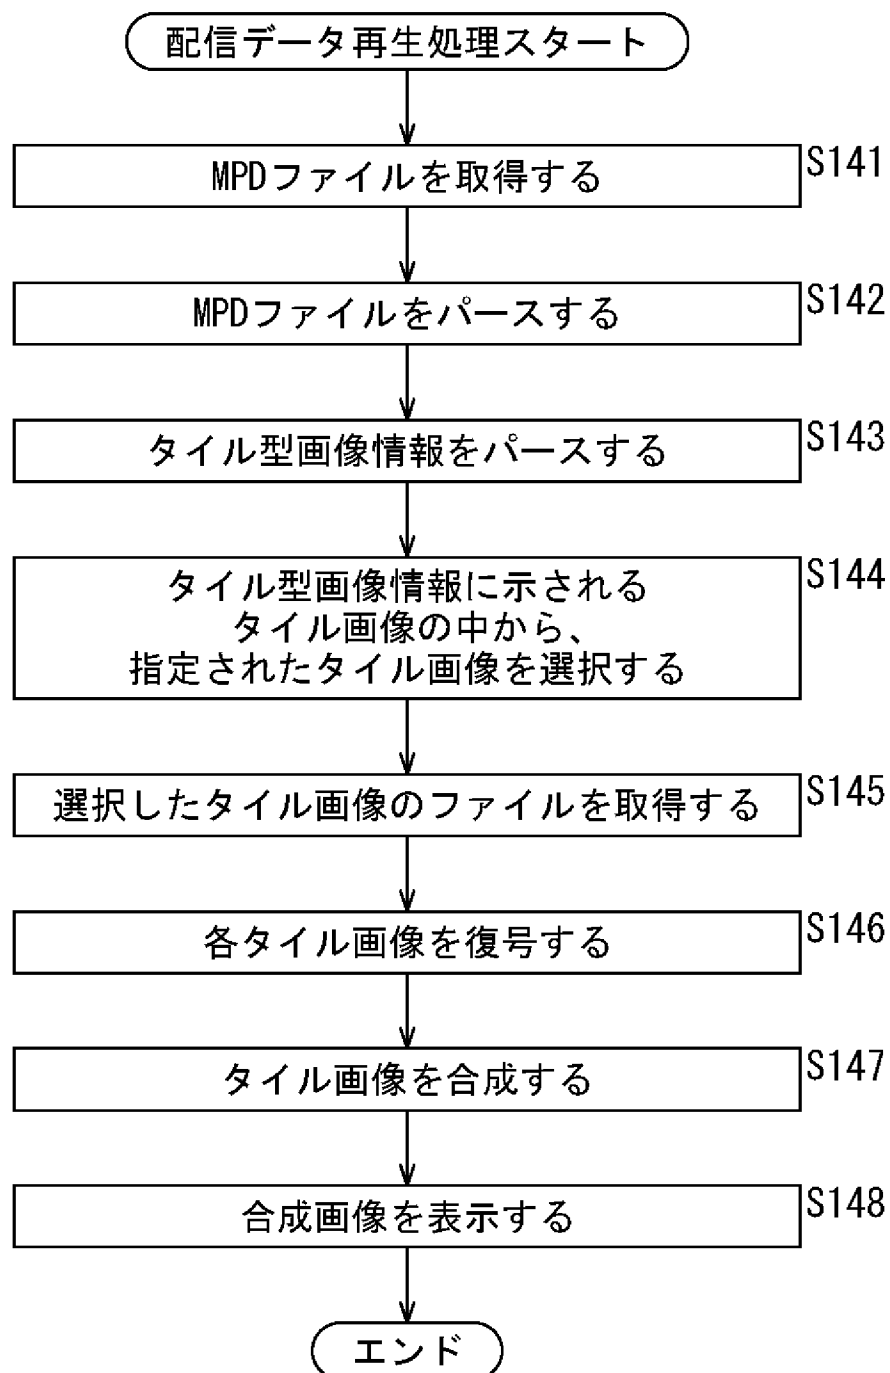 配信データ再生処理スタート
MPDファイルを取得する
S141
MPDファイルをパースする
S142
タイル型画像情報をパースする
S143
タイル型画像情報に示される
タイル画像の中から、
指定されたタイル画像を選択する
S144
選択したタイル画像のファイルを取得する
S145
各タイル画像を復号する
S146
タイル画像を合成する
S147
合成画像を表示する
S148
エンド